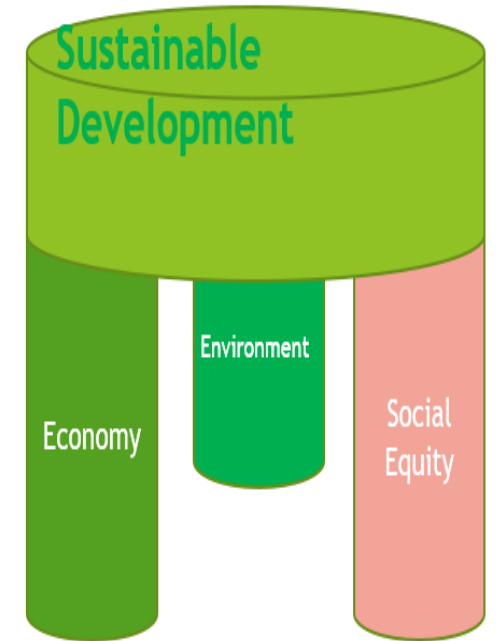 Sustainable
Development
Environment
Economy
Social
Equity